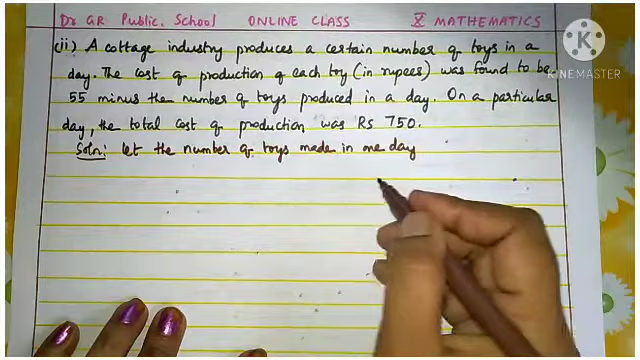 Dr GR Public School ONLINE CLASS X MATHEMATICS
(ii) A cottage industry produces a certain number of toys in a
day. The cost of production of each toy (in rupees) was found to be
55 minus the number of toys produced in a day. On a particular
day, the total cost of production was Rs 750.
Soln: let the number of toys made in one day
KINEMASTER